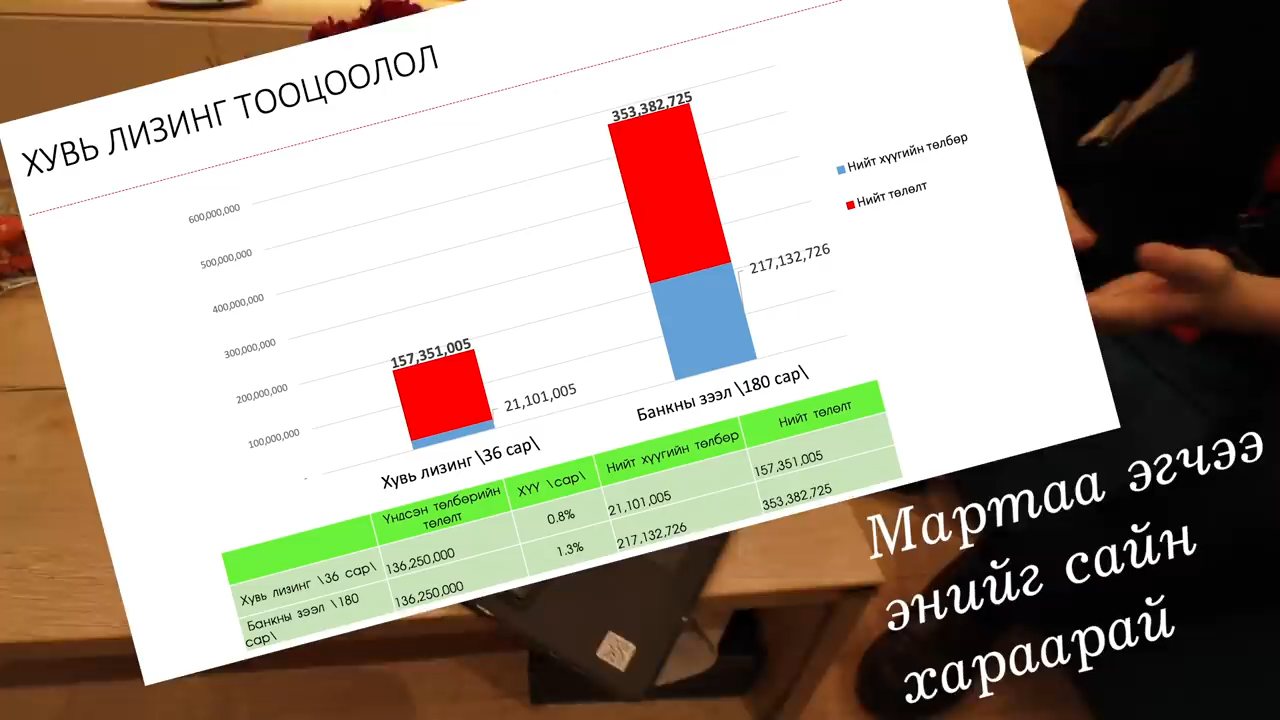 ХУВЬ ЛИЗИНГ ТООЦООЛОЛ
600,000,000
500,000,000
400,000,000
300,000,000
200,000,000
100,000,000
-
157,351,005
21,101,005
353,382,725
217,132,726
Хувь лизинг \36 сар\
Банкны зээл \180 сар\
Нийт хүүгийн төлбөр
Нийт төлөлт
Үндсэн төлбөрийн төлөлт
ХҮҮ \сар\
Нийт хүүгийн төлбөр
Нийт төлөлт
Хувь лизинг \36 сар\ 136,250,000 0.8% 21,101,005 157,351,005
Банкны зээл \180 сар\ 136,250,000 1.3% 217,132,726 353,382,725
Мартаа эгчээ
энийг сайн
хараарай